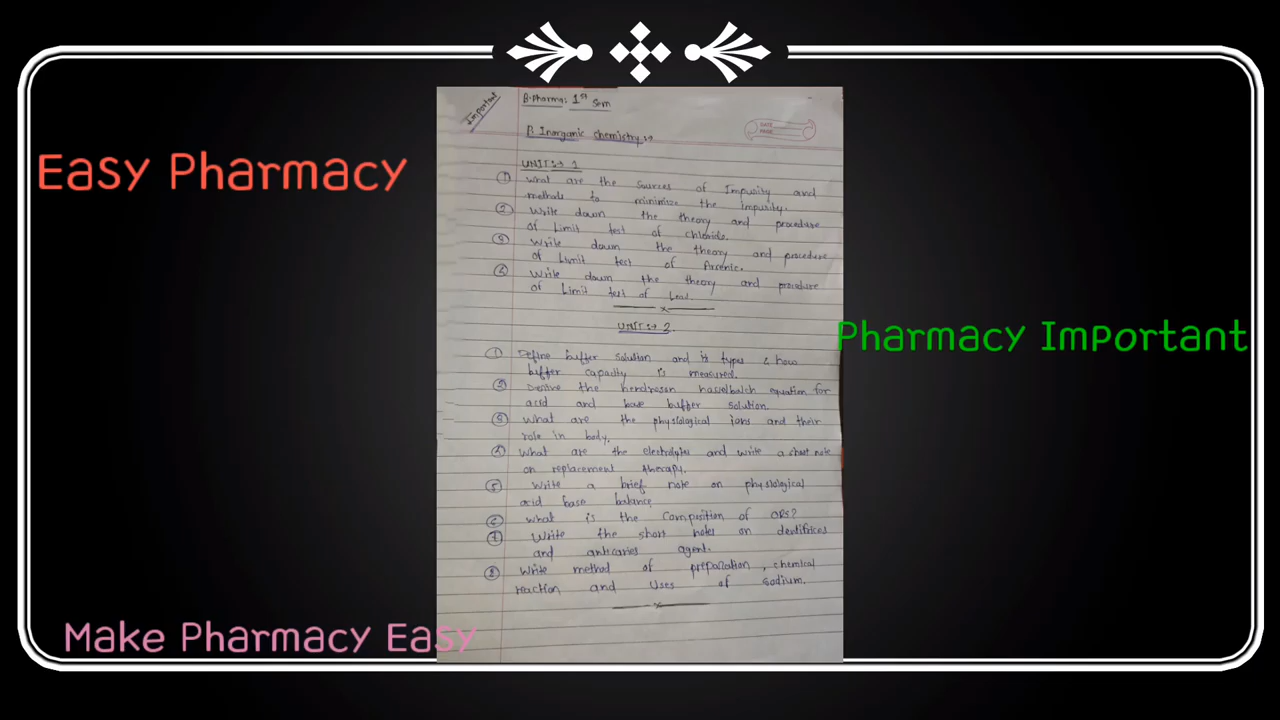 Easy Pharmacy
Pharmacy Important
Make Pharmacy Easy
Important
B.Pharma: 1st Sem
β Inorganic chemistry:→
UNIT:→ 1
① What are the Sources of Impurity and
methods to minimize the Impurity.
② Write down the theory and procedure
of Limit test of chloride.
③ Write down the theory and procedure
of Limit test of Arsenic.
④ Write down the theory and procedure
of Limit test of Lead.
UNIT:→ 2.
① Define buffer solution and is types & how
buffer capacity is measured.
② Derive the henderson hasselbalch equation for
acid and base buffer solution.
③ What are the physiological ions and their
role in body.
④ What are the electrolytes and write a short note
on replacement therapy.
⑤ Write a brief note on physiological
acid base balance
⑥ What is the Composition of ORS?
⑦ Write the short notes on dentifrices
and anticaries agent.
⑧ Write method of preparation, chemical
reaction and Uses of sodium.